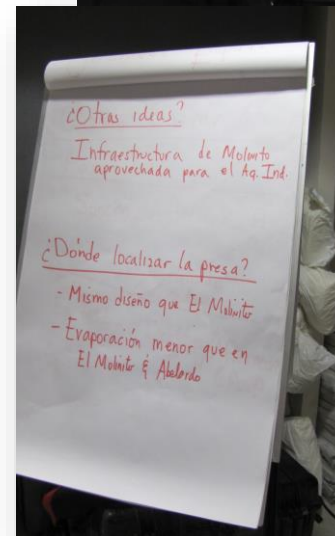 ¿Otras ideas?
Infraestructura de Molinito
aprovechada para el Ag. Ind.
¿Dónde localizar la presa?
- Mismo diseño que El Molinito
- Evaporación menor que en
El Molinito & Abelardo